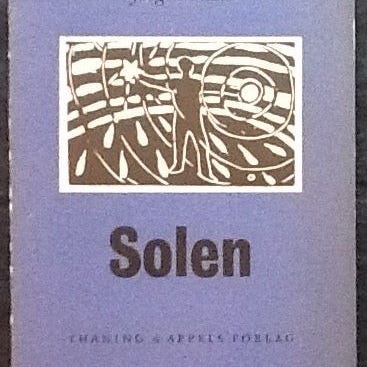 Solen
THANING & APPELS FORLAG